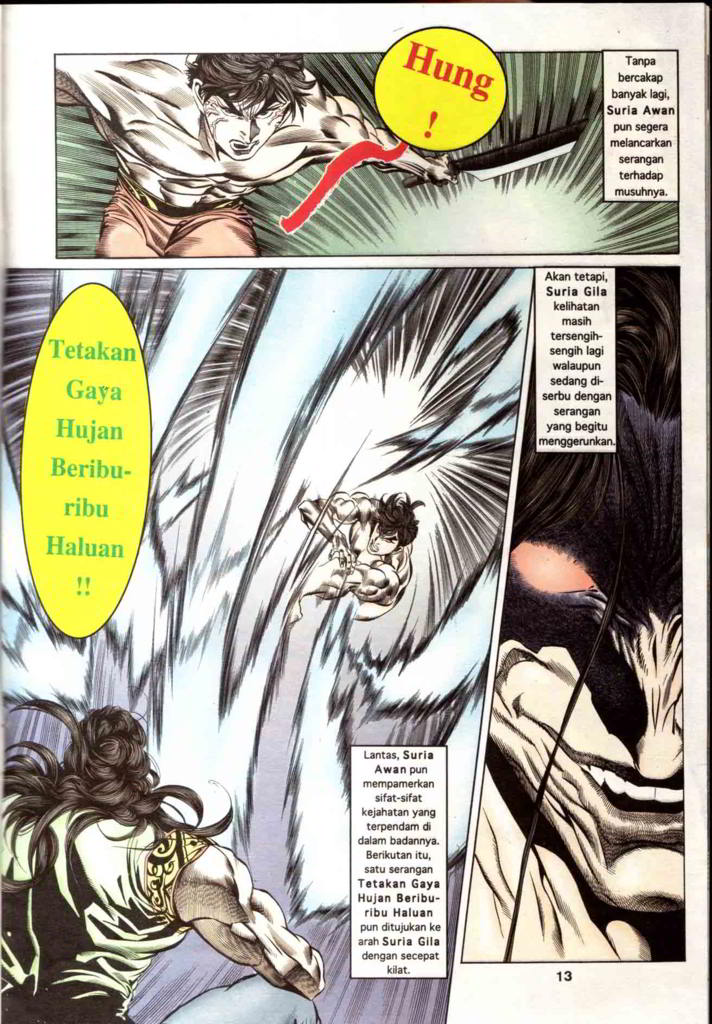 Hung
!
Tanpa
bercakap
banyak lagi,
Suria Awan
pun segera
melancarkan
serangan
terhadap
musuhnya.
Tetakan
Gaya
Hujan
Beribu-
ribu
Haluan
!!
Akan tetapi,
Suria Gila
kelihatan
masih
tersengih-
sengih lagi
walaupun
sedang di-
serbu dengan
serangan
yang begitu
menggerunkan.
Lantas, Suria
Awan pun
mempamerkan
sifat-sifat
kejahatan yang
terpendam di
dalam badannya.
Berikutan itu,
satu serangan
Tetakan Gaya
Hujan Beribu-
ribu Haluan
pun ditujukan ke
arah Suria Gila
dengan secepat
kilat.
13